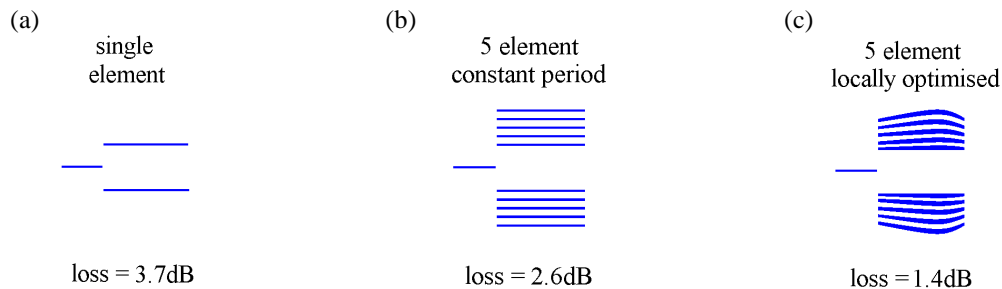 (a)
single
element
loss = 3.7dB
(b)
5 element
constant period
loss = 2.6dB
(c)
5 element
locally optimised
loss = 1.4dB